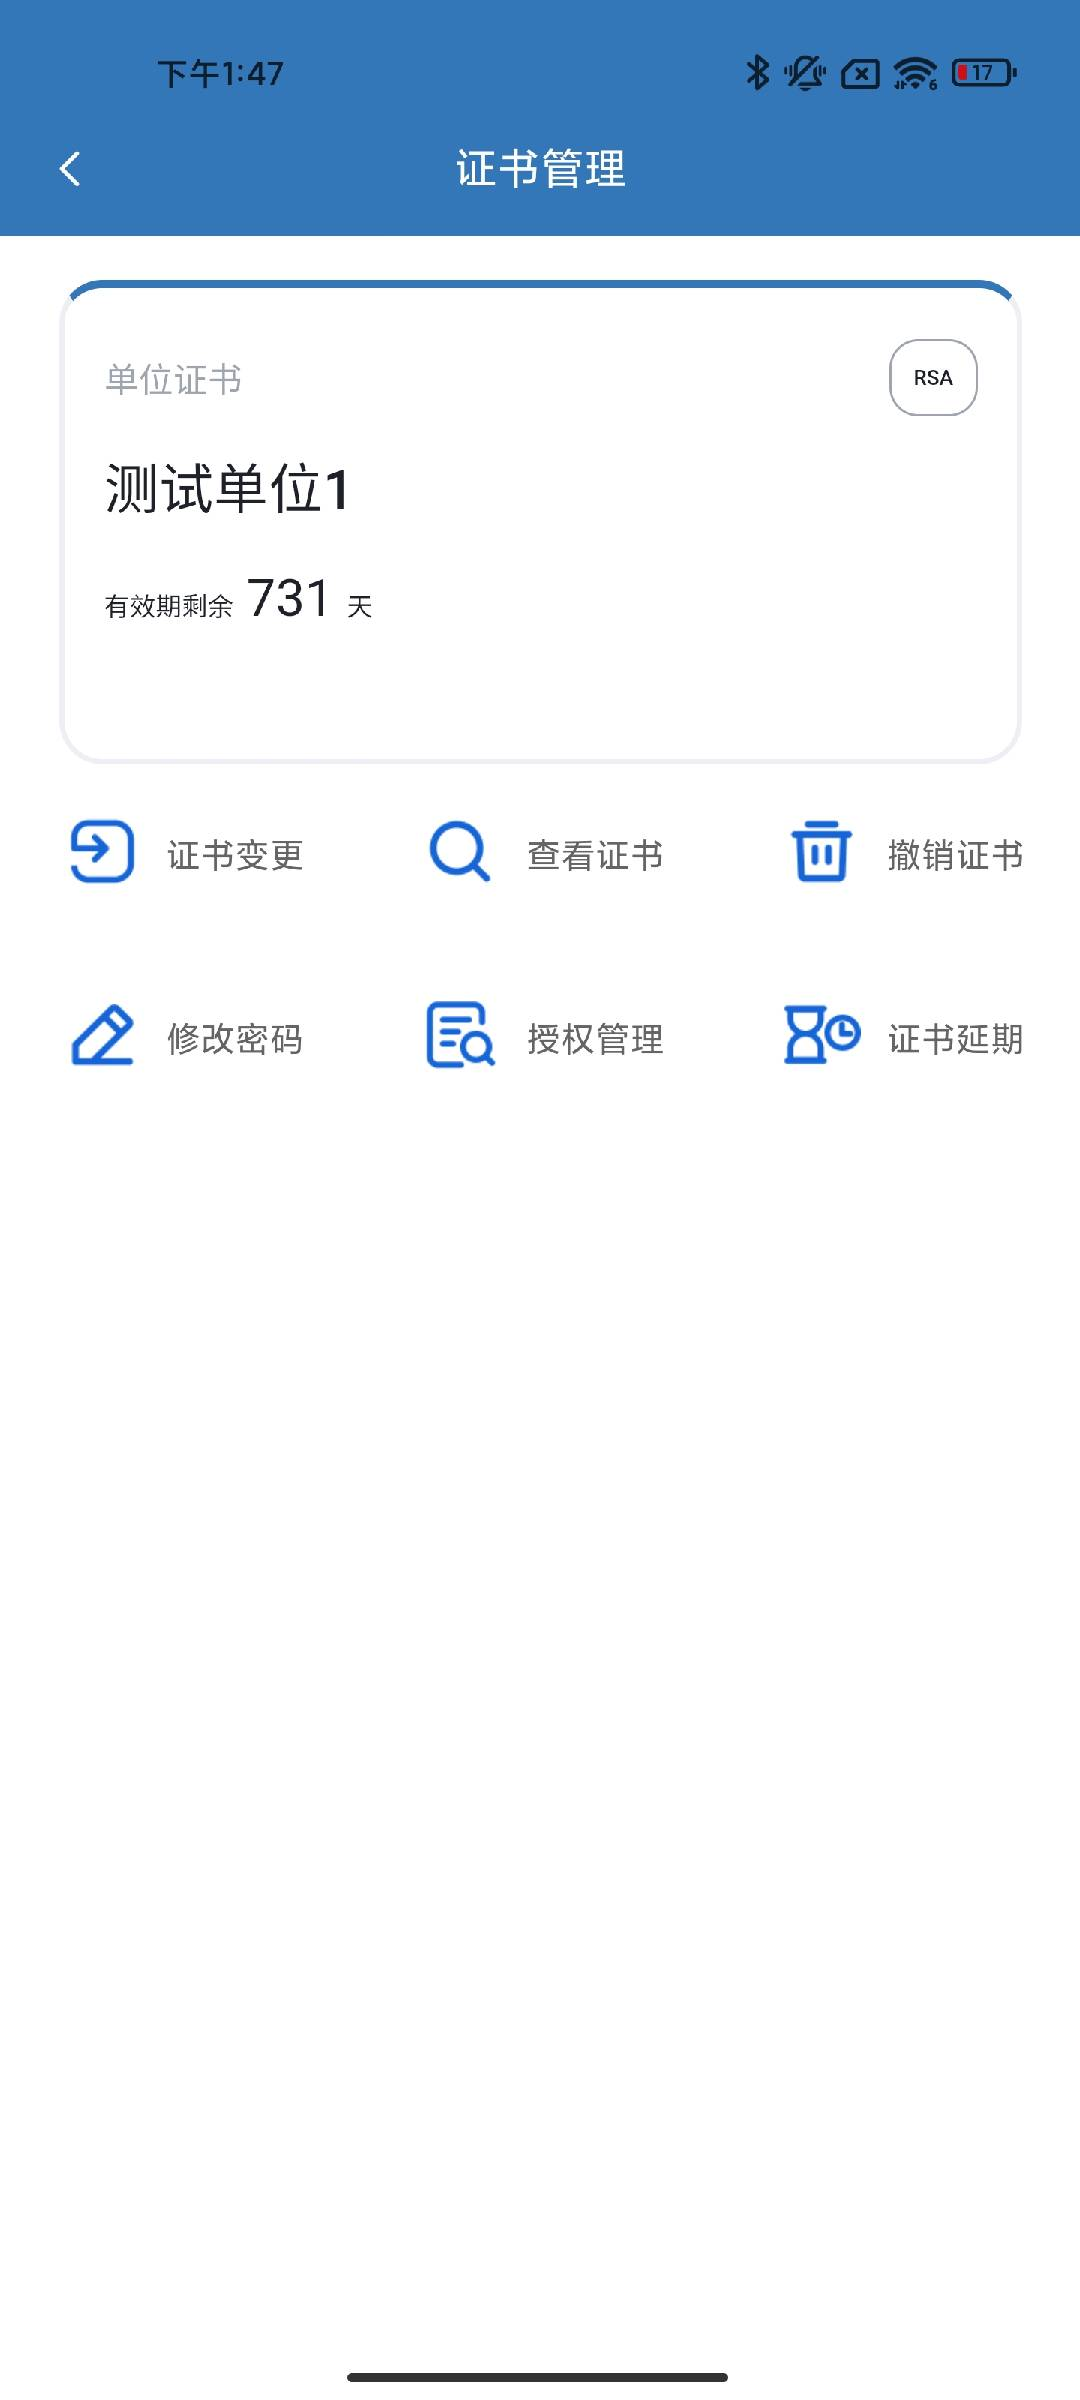 下午1:47
17
6
证书管理
单位证书
RSA
测试单位1
有效期剩余 731 天
证书变更
查看证书
撤销证书
修改密码
授权管理
证书延期